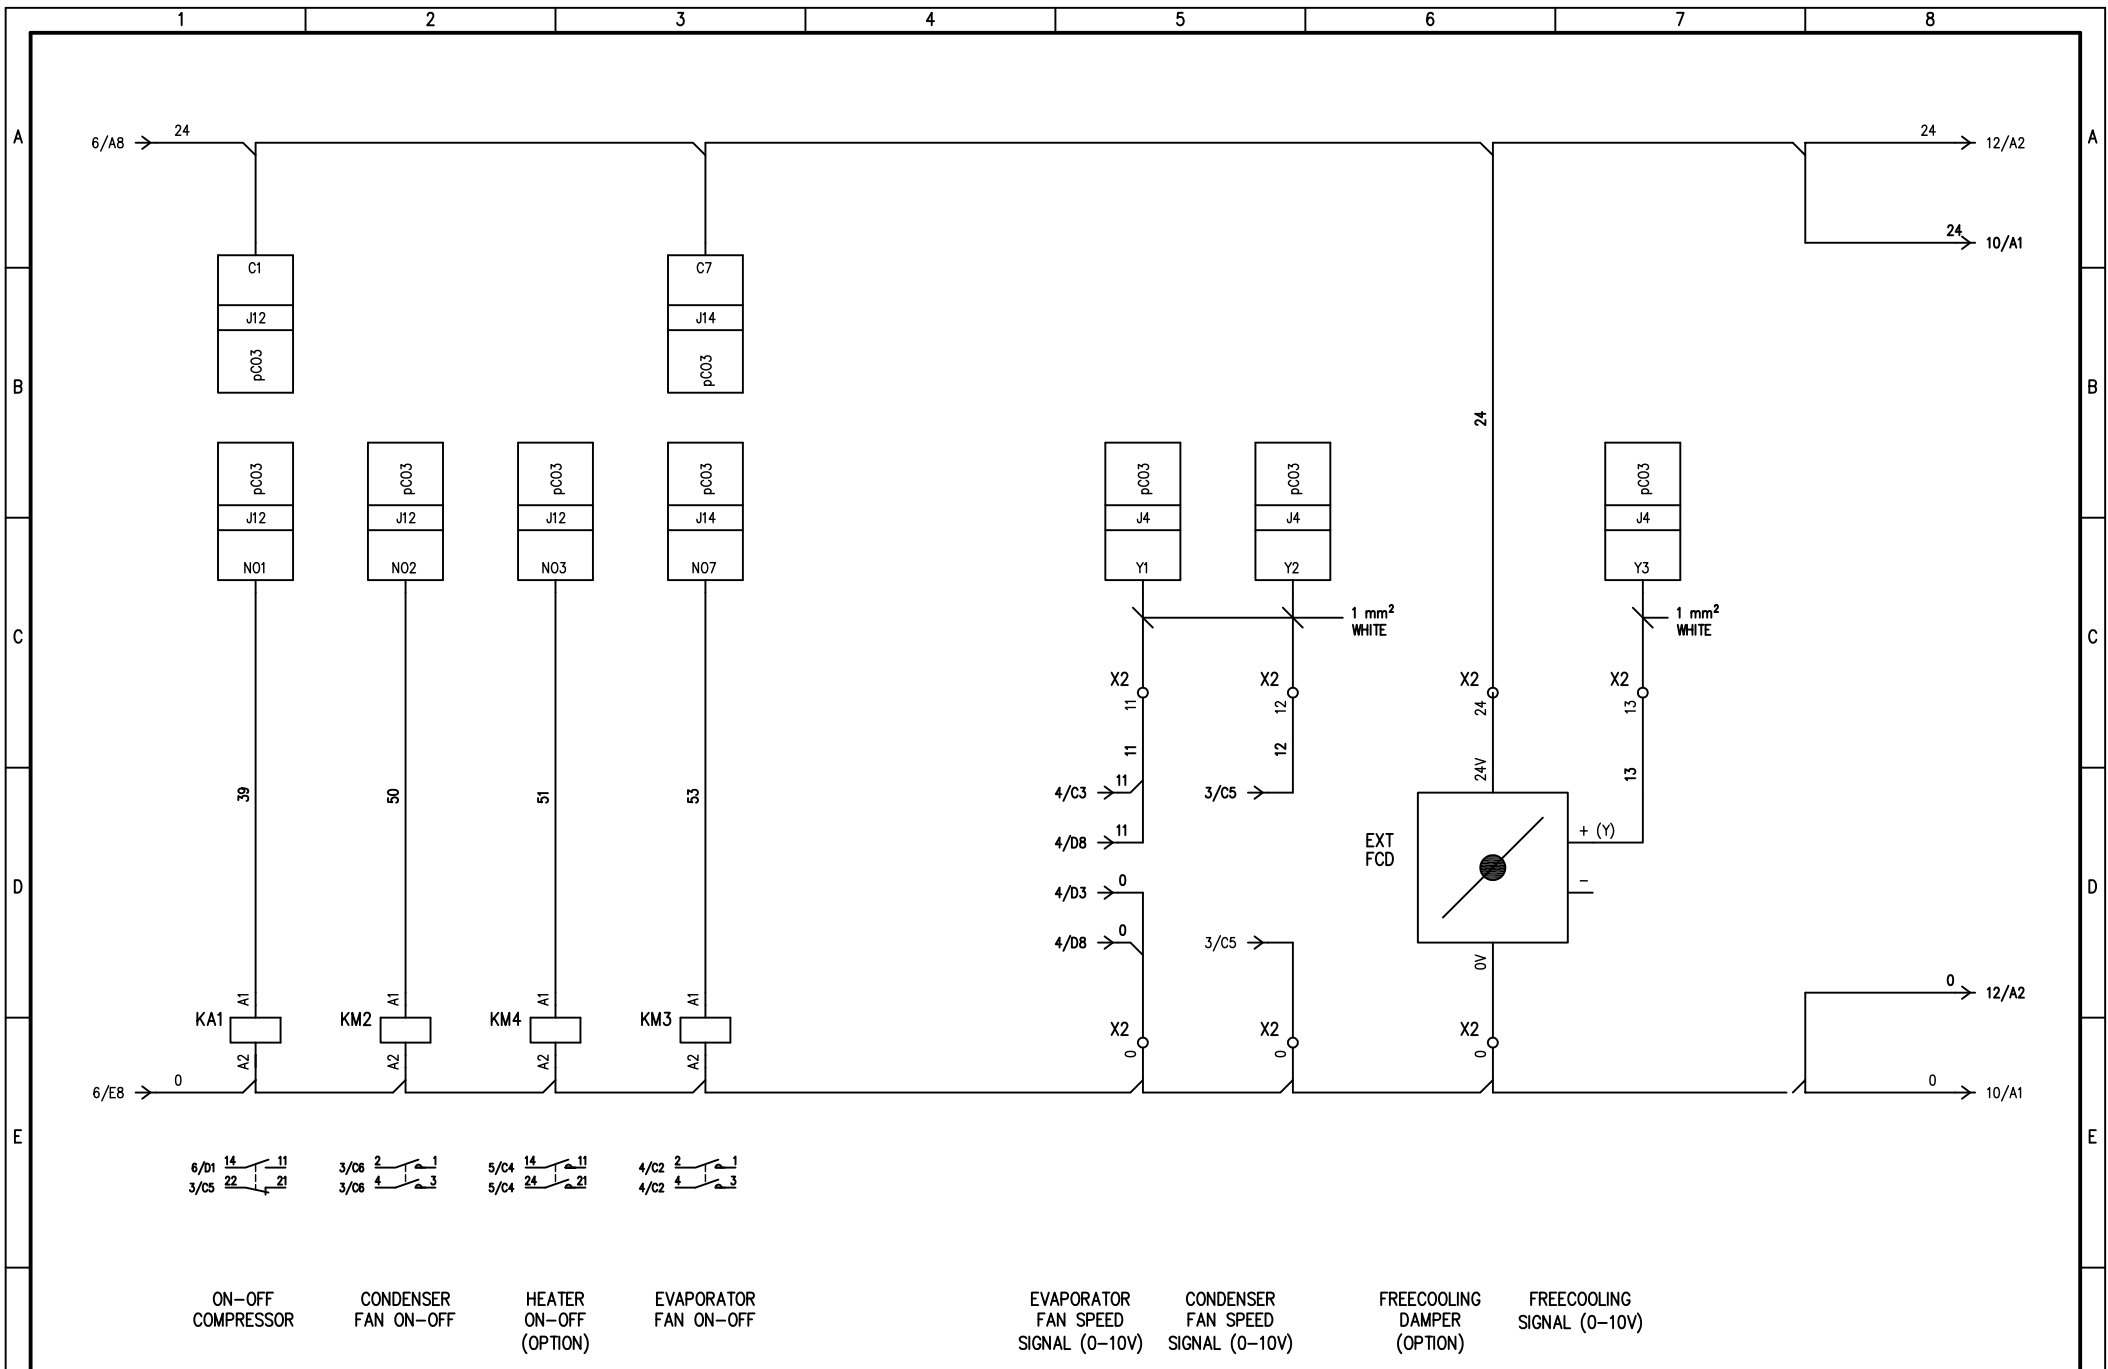 1 2 3 4 5 6 7 8
A 6/A8 24 24 12/A2 A
24 10/A1
C1 C7
J12 J14
pCO3 pCO3
B B
24
pCO3 pCO3 pCO3 pCO3 pCO3 pCO3 pCO3
J12 J12 J12 J14 J4 J4 J4
NO1 NO2 NO3 NO7 Y1 Y2 Y3
1 mm² 1 mm²
WHITE WHITE
C C
X2 X2 X2 X2
11 12 24 13
11 12 24V 13
39 50 51 53 4/C3 11 3/C5
4/D8 11 EXT + (Y)
FCD
D 4/D3 0 - D
4/D8 0 3/C5 0V
0 12/A2
A1 A1 A1 A1
KA1 KM2 KM4 KM3 X2 X2 X2
A2 A2 A2 A2 0 0 0
6/E8 0 0 10/A1
E E
6/D1 14 11 3/C6 2 1 5/C4 14 11 4/C2 2 1
3/C5 22 21 3/C6 4 3 5/C4 24 21 4/C2 4 3
ON-OFF CONDENSER HEATER EVAPORATOR EVAPORATOR CONDENSER FREECOOLING FREECOOLING
COMPRESSOR FAN ON-OFF ON-OFF FAN ON-OFF FAN SPEED FAN SPEED DAMPER SIGNAL (0-10V)
(OPTION) SIGNAL (0-10V) SIGNAL (0-10V) (OPTION)